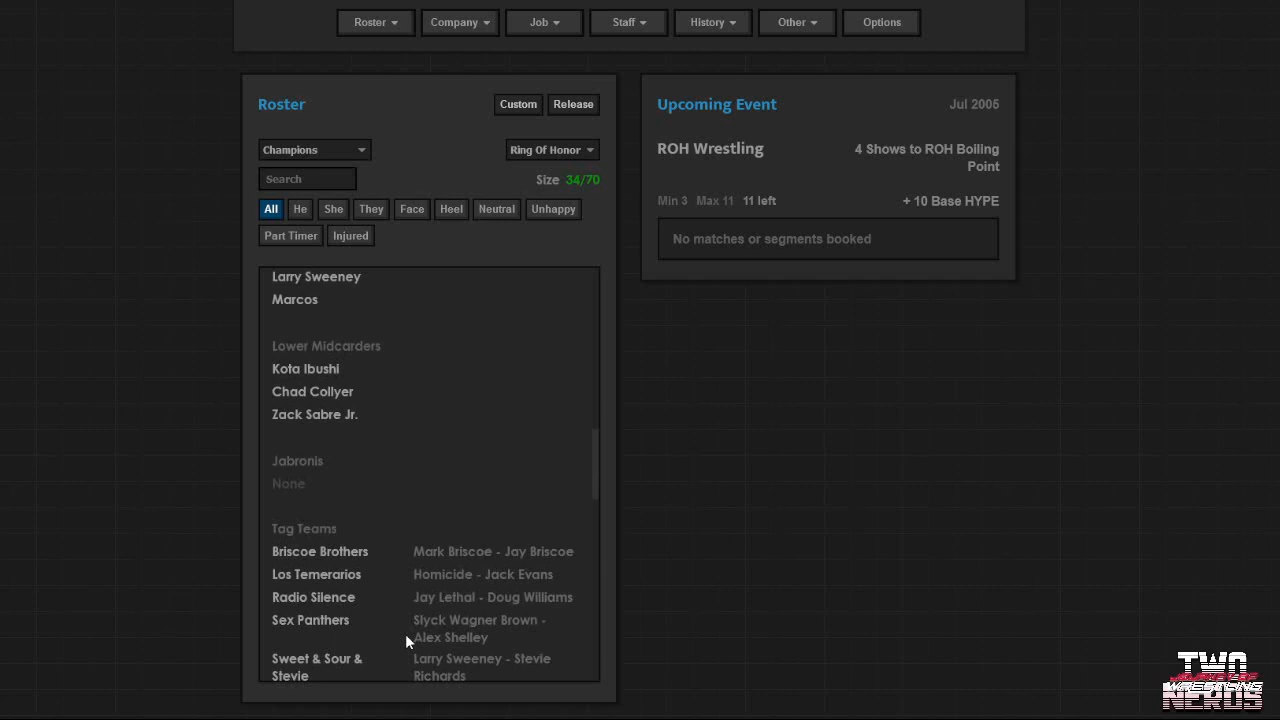 Roster
Company
Job
Staff
History
Other
Options
Roster
Custom
Release
Champions
Ring Of Honor
Search
Size 34/70
All
He
She
They
Face
Heel
Neutral
Unhappy
Part Timer
Injured
Larry Sweeney
Marcos
Lower Midcarders
Kota Ibushi
Chad Collyer
Zack Sabre Jr.
Jabronis
None
Tag Teams
Briscoe Brothers Mark Briscoe - Jay Briscoe
Los Temerarios Homicide - Jack Evans
Radio Silence Jay Lethal - Doug Williams
Sex Panthers Slyck Wagner Brown -
Alex Shelley
Sweet & Sour & Larry Sweeney - Stevie
Stevie Richards
Upcoming Event
Jul 2005
ROH Wrestling
4 Shows to ROH Boiling
Point
Min 3 Max 11 11 left
+ 10 Base HYPE
No matches or segments booked
TWO
JOURNEY OF
WRESTLING
NERDS